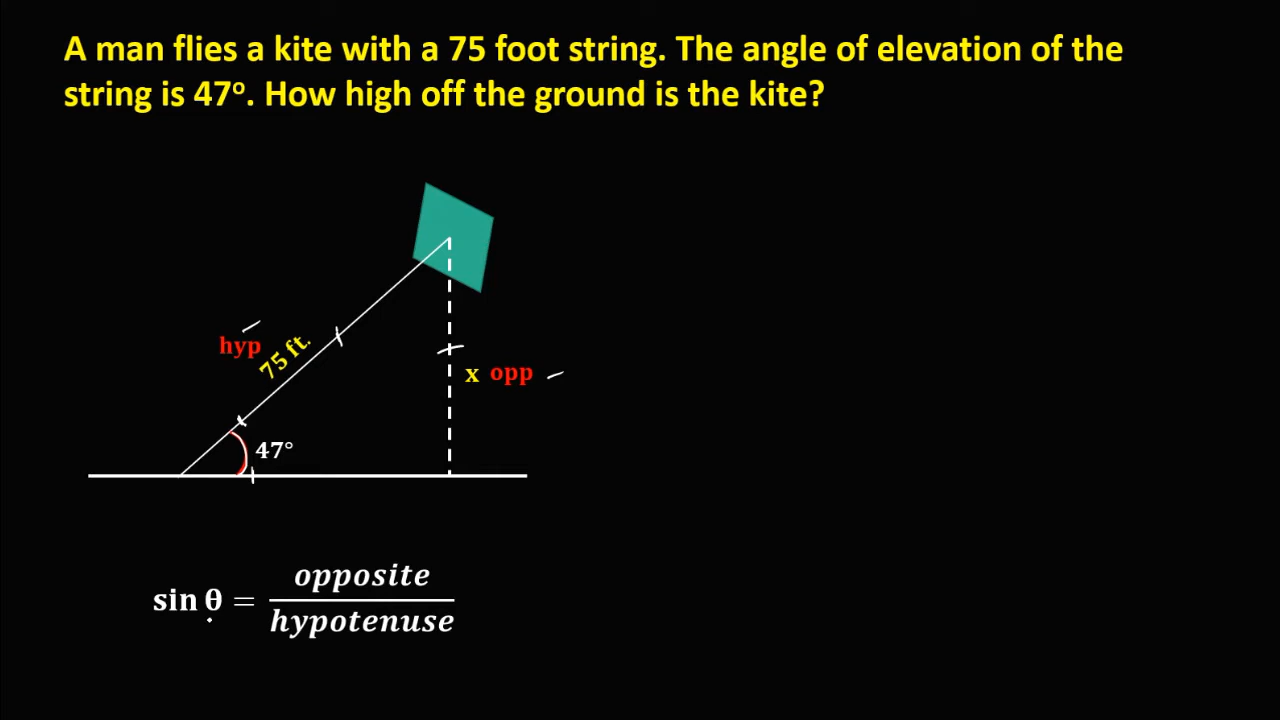 A man flies a kite with a 75 foot string. The angle of elevation of the
string is 47°. How high off the ground is the kite?
hyp
75 ft.
x opp
47°
sin θ = opposite
hypotenuse